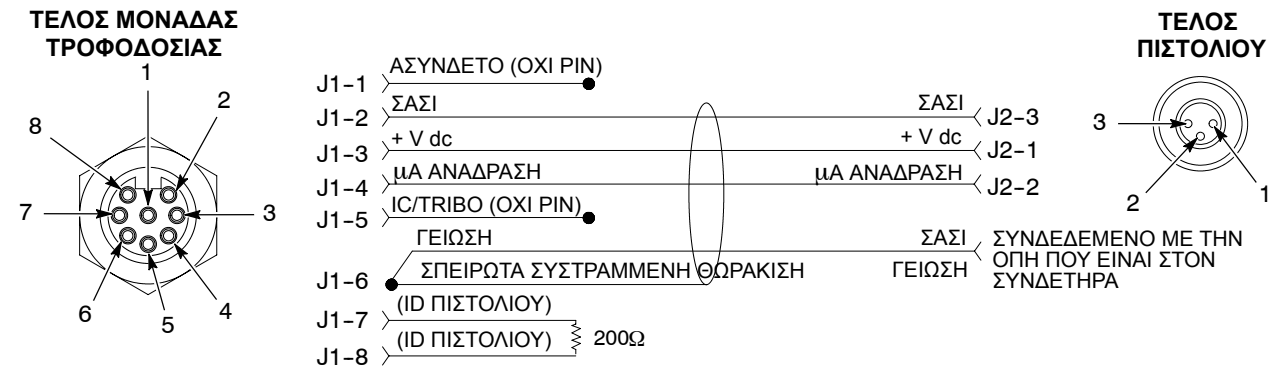 ΤΕΛΟΣ ΜΟΝΑΔΑΣ
ΤΡΟΦΟΔΟΣΙΑΣ
1
2
8
7
3
6
5
4
J1-1 ΑΣΥΝΔΕΤΟ (ΟΧΙ PIN)
J1-2 ΣΑΣΙ ΣΑΣΙ J2-3
J1-3 + V dc + V dc J2-1
J1-4 μA ΑΝΑΔΡΑΣΗ μA ΑΝΑΔΡΑΣΗ J2-2
J1-5 IC/TRIBO (ΟΧΙ PIN)
ΓΕΙΩΣΗ ΣΑΣΙ
J1-6 ΣΠΕΙΡΩΤΑ ΣΥΣΤΡΑΜΜΕΝΗ ΘΩΡΑΚΙΣΗ ΓΕΙΩΣΗ
ΣΥΝΔΕΔΕΜΕΝΟ ΜΕ ΤΗΝ
ΟΠΗ ΠΟΥ ΕΙΝΑΙ ΣΤΟΝ
ΣΥΝΔΕΤΗΡΑ
J1-7 (ID ΠΙΣΤΟΛΙΟΥ)
200Ω
J1-8 (ID ΠΙΣΤΟΛΙΟΥ)
ΤΕΛΟΣ
ΠΙΣΤΟΛΙΟΥ
3
2
1